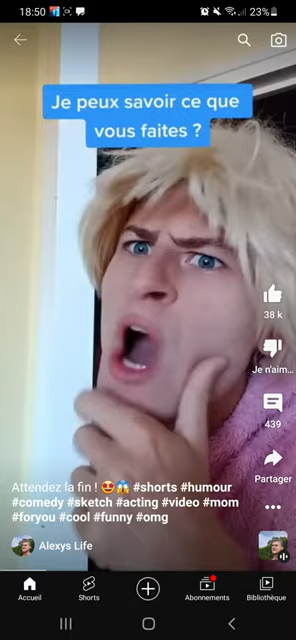 18:50
23%
Je peux savoir ce que
vous faites ?
38 k
Je n'aim...
439
Partager
Attendez la fin ! 🤩😱 #shorts #humour
#comedy #sketch #acting #video #mom
#foryou #cool #funny #omg
Alexys Life
Accueil
Shorts
Abonnements
Bibliothèque